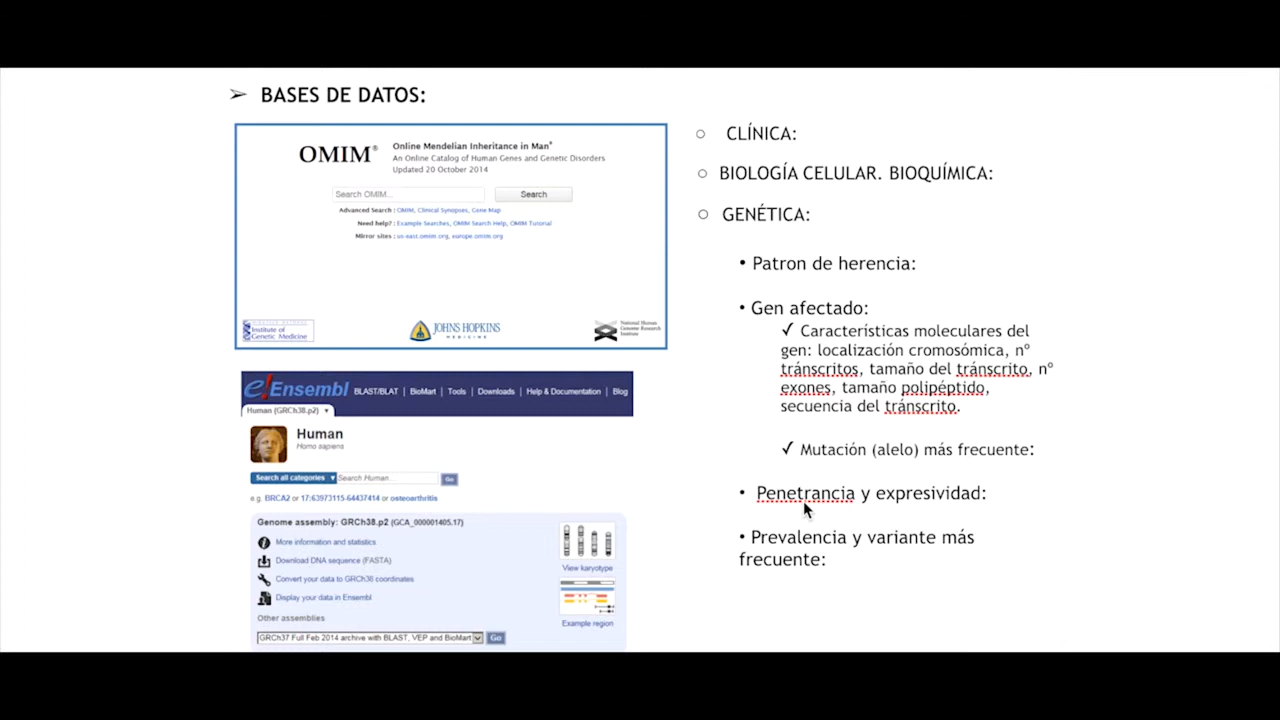 ➢ BASES DE DATOS:
OMIM®
Online Mendelian Inheritance in Man®
An Online Catalog of Human Genes and Genetic Disorders
Updated 20 October 2014
Search OMIM...
Search
Advanced Search : OMIM, Clinical Synopses, Gene Map
Need help? : Example Searches, OMIM Search Help, OMIM Tutorial
Mirror sites : us-east.omim.org, europe.omim.org
Institute of
Genetic Medicine
JOHNS HOPKINS
MEDICINE
National Human
Genome Research
Institute
e!Ensembl BLAST/BLAT | BioMart | Tools | Downloads | Help & Documentation | Blog
Human (GRCh38.p2) ▼
Human
Homo sapiens
Search all categories ▼ Search Human... Go
e.g. BRCA2 or 17:63973115-64437414 or osteoarthritis
Genome assembly: GRCh38.p2 (GCA_000001405.17)
More information and statistics
Download DNA sequence (FASTA)
Convert your data to GRCh38 coordinates
Display your data in Ensembl
Other assemblies
GRCh37 Full Feb 2014 archive with BLAST, VEP and BioMart Go
View karyotype
Example region
○ CLÍNICA:
○ BIOLOGÍA CELULAR. BIOQUÍMICA:
○ GENÉTICA:
• Patron de herencia:
• Gen afectado:
✓ Características moleculares del
gen: localización cromosómica, nº
tránscritos, tamaño del tránscrito, nº
exones, tamaño polipéptido,
secuencia del tránscrito.
✓ Mutación (alelo) más frecuente:
• Penetrancia y expresividad:
• Prevalencia y variante más
frecuente: